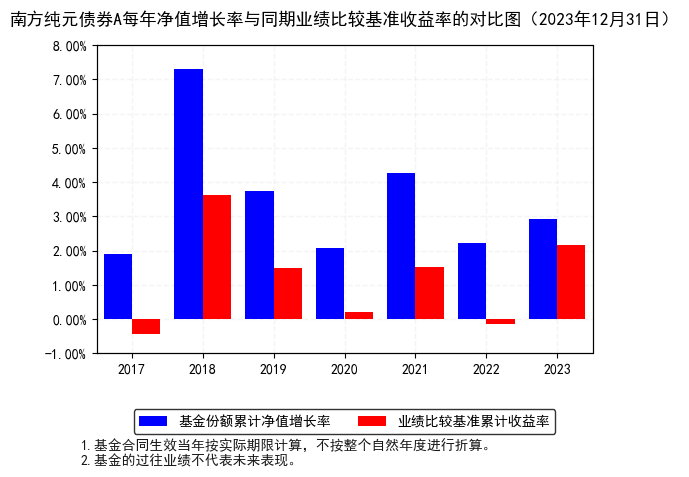 南方纯元债券A每年净值增长率与同期业绩比较基准收益率的对比图（2023年12月31日）
8.00%
7.00%
6.00%
5.00%
4.00%
3.00%
2.00%
1.00%
0.00%
-1.00%
2017 2018 2019 2020 2021 2022 2023
基金份额累计净值增长率 业绩比较基准累计收益率
1.基金合同生效当年按实际期限计算，不按整个自然年度进行折算。
2.基金的过往业绩不代表未来表现。